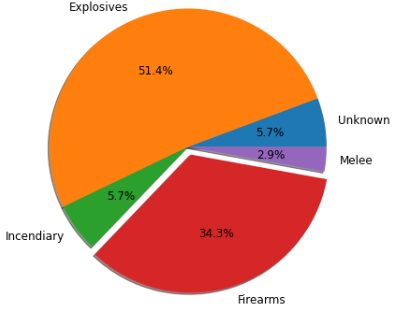 Explosives
51.4%
Unknown
5.7%
2.9%
Melee
5.7%
Incendiary
34.3%
Firearms